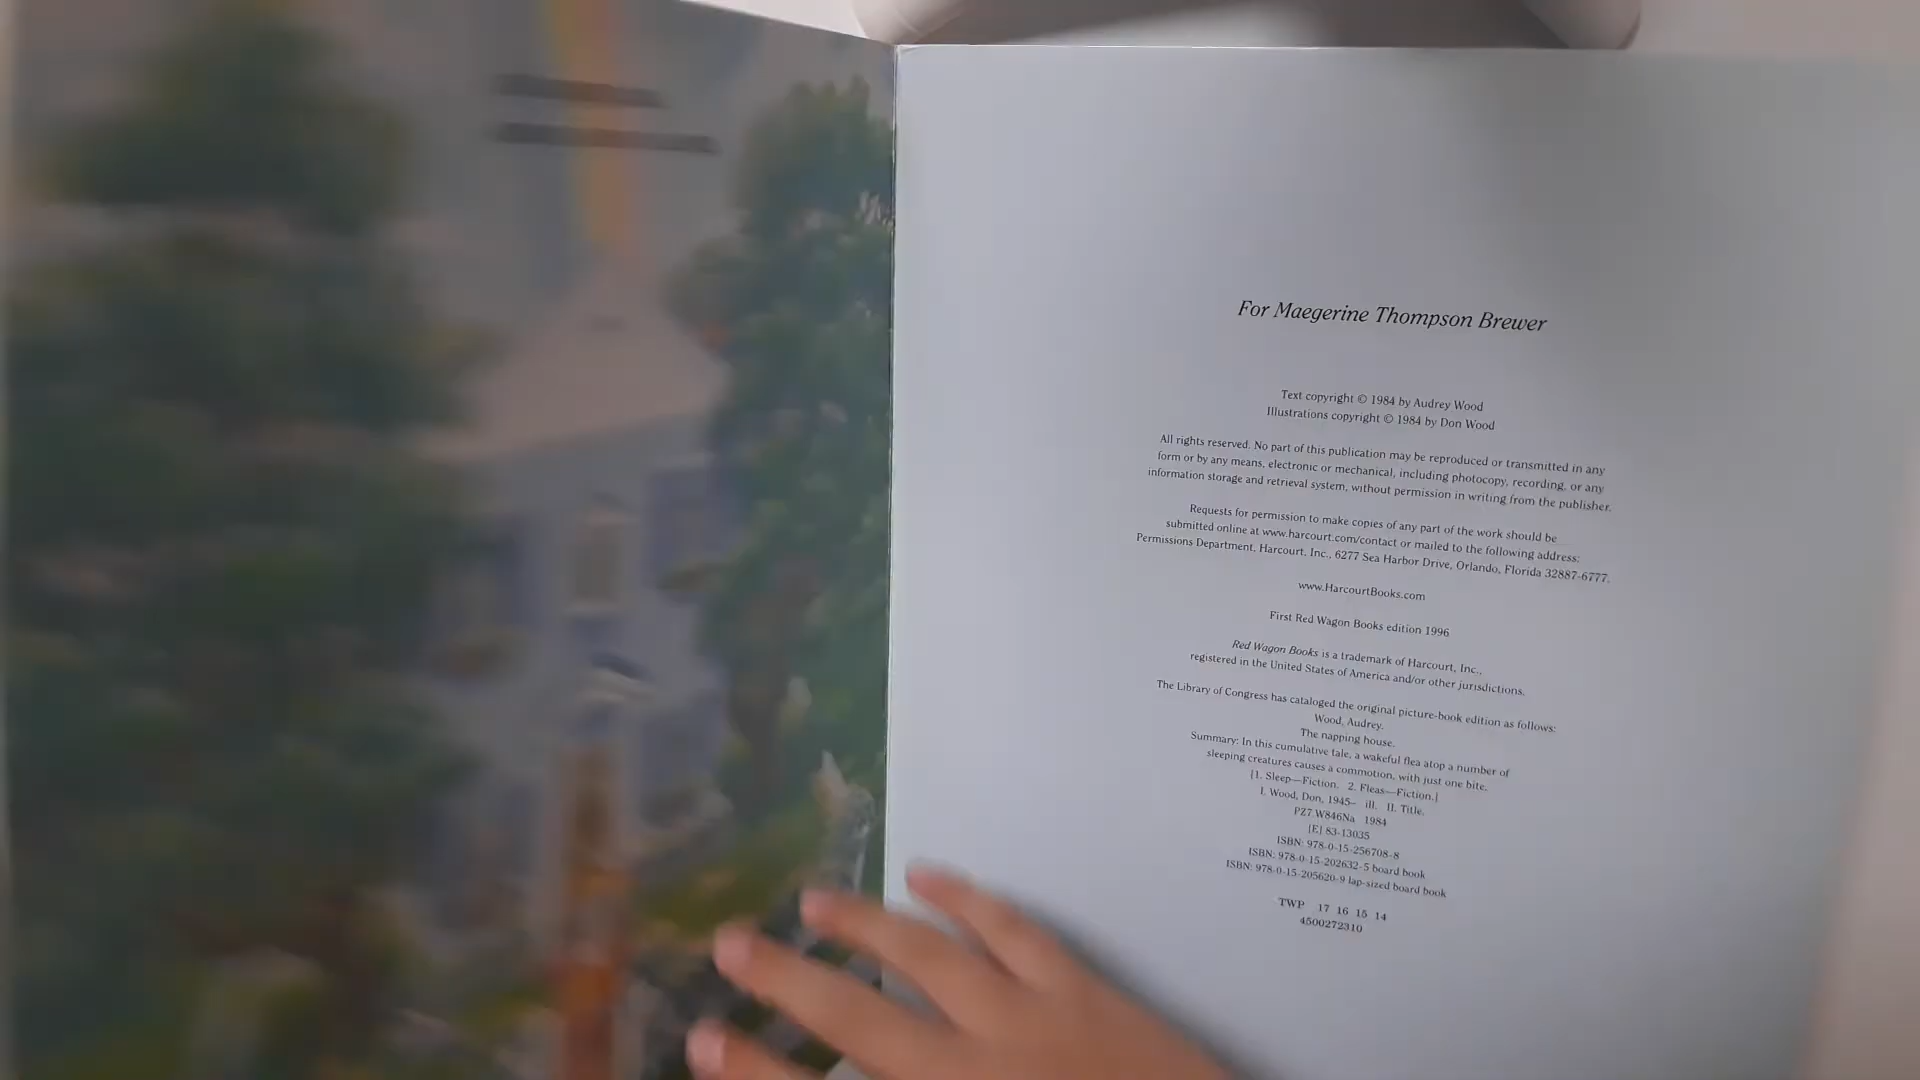 For Maegerine Thompson Brewer
Text copyright © 1984 by Audrey Wood
Illustrations copyright © 1984 by Don Wood
All rights reserved. No part of this publication may be reproduced or transmitted in any
form or by any means, electronic or mechanical, including photocopy, recording, or any
information storage and retrieval system, without permission in writing from the publisher.
Requests for permission to make copies of any part of the work should be
submitted online at www.harcourt.com/contact or mailed to the following address:
Permissions Department, Harcourt, Inc., 6277 Sea Harbor Drive, Orlando, Florida 32887-6777.
www.HarcourtBooks.com
First Red Wagon Books edition 1996
Red Wagon Books is a trademark of Harcourt, Inc.,
registered in the United States of America and/or other jurisdictions.
The Library of Congress has cataloged the original picture-book edition as follows:
Wood, Audrey.
The napping house.
Summary: In this cumulative tale, a wakeful flea atop a number of
sleeping creatures causes a commotion, with just one bite.
[1. Sleep—Fiction. 2. Fleas—Fiction.]
I. Wood, Don, 1945– ill. II. Title.
PZ7.W846Na 1984
[E] 83-13035
ISBN: 978-0-15-256708-8
ISBN: 978-0-15-202632-5 board book
ISBN: 978-0-15-205620-9 lap-sized board book
TWP 17 16 15 14
4500272310